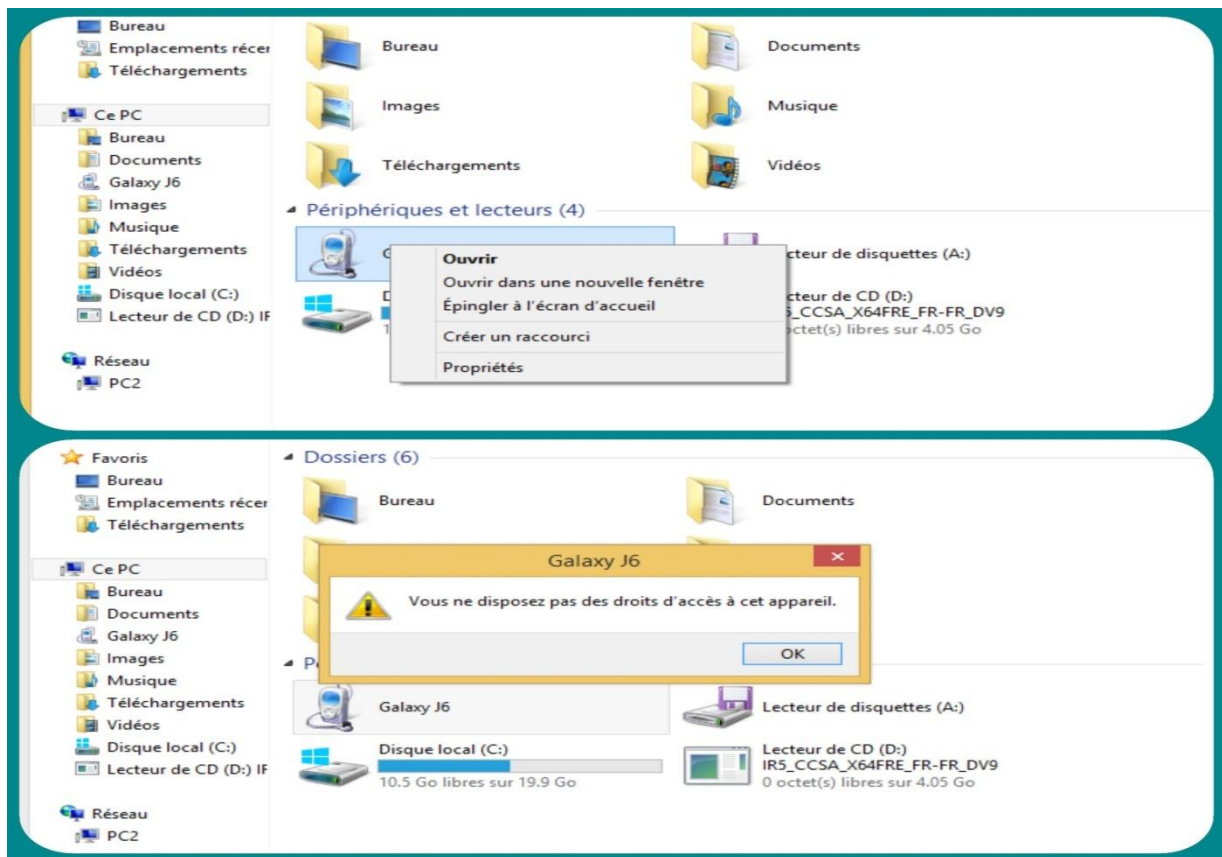 Bureau
Emplacements récer
Téléchargements
Ce PC
Bureau
Documents
Galaxy J6
Images
Musique
Téléchargements
Vidéos
Disque local (C:)
Lecteur de CD (D:) IF
Réseau
PC2
Bureau
Documents
Images
Musique
Téléchargements
Vidéos
Périphériques et lecteurs (4)
G
Ouvrir
Ouvrir dans une nouvelle fenêtre
Épingler à l'écran d'accueil
Créer un raccourci
Propriétés
cteur de disquettes (A:)
D
1
cteur de CD (D:)
5_CCSA_X64FRE_FR-FR_DV9
octet(s) libres sur 4.05 Go
Favoris
Bureau
Emplacements récer
Téléchargements
Ce PC
Bureau
Documents
Galaxy J6
Images
Musique
Téléchargements
Vidéos
Disque local (C:)
Lecteur de CD (D:) IF
Réseau
PC2
Dossiers (6)
Bureau
Documents
Galaxy J6
Vous ne disposez pas des droits d'accès à cet appareil.
OK
P
Galaxy J6
Lecteur de disquettes (A:)
Disque local (C:)
10.5 Go libres sur 19.9 Go
Lecteur de CD (D:)
IR5_CCSA_X64FRE_FR-FR_DV9
0 octet(s) libres sur 4.05 Go